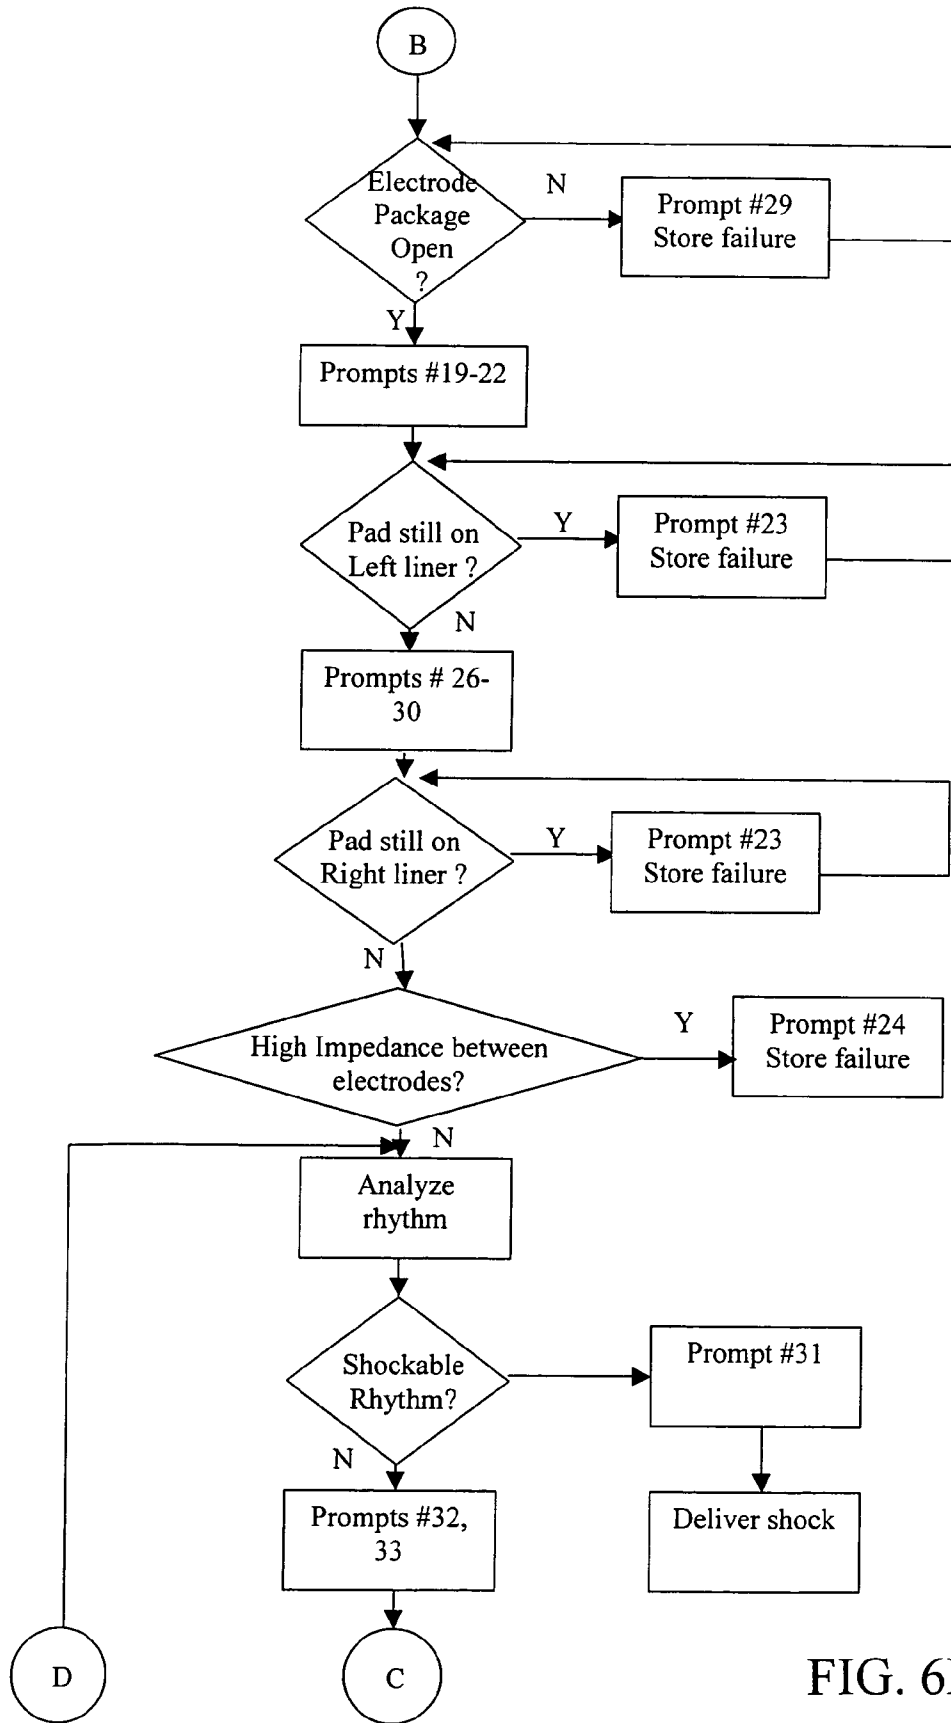 B
Electrode
Package
Open
?
N
Prompt #29
Store failure
Y
Prompts #19-22
Pad still on
Left liner ?
Y
Prompt #23
Store failure
N
Prompts # 26-
30
Pad still on
Right liner ?
Y
Prompt #23
Store failure
N
High Impedance between
electrodes?
Y
Prompt #24
Store failure
N
Analyze
rhythm
Shockable
Rhythm?
Prompt #31
N
Prompts #32,
33
Deliver shock
D
C
FIG. 6